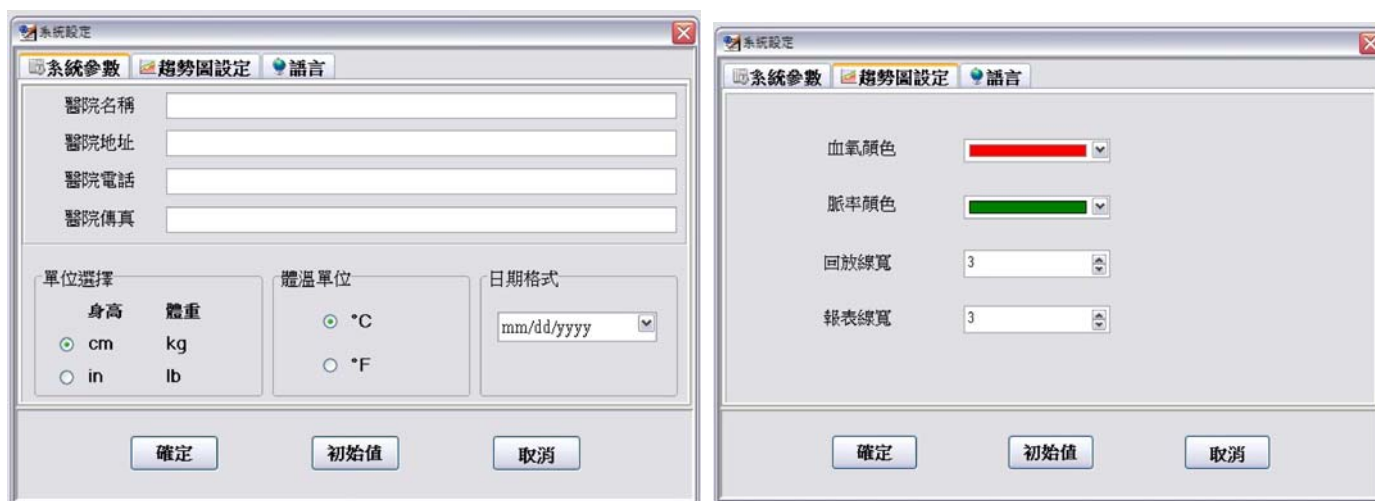 系統設定
系統參數 趨勢圖設定 語言
醫院名稱
醫院地址
醫院電話
醫院傳真
單位選擇
身高 體重
cm kg
in lb
體溫單位
°C
°F
日期格式
mm/dd/yyyy
確定 初始值 取消
系統設定
系統參數 趨勢圖設定 語言
血氧顏色
脈率顏色
回放線寬 3
報表線寬 3
確定 初始值 取消